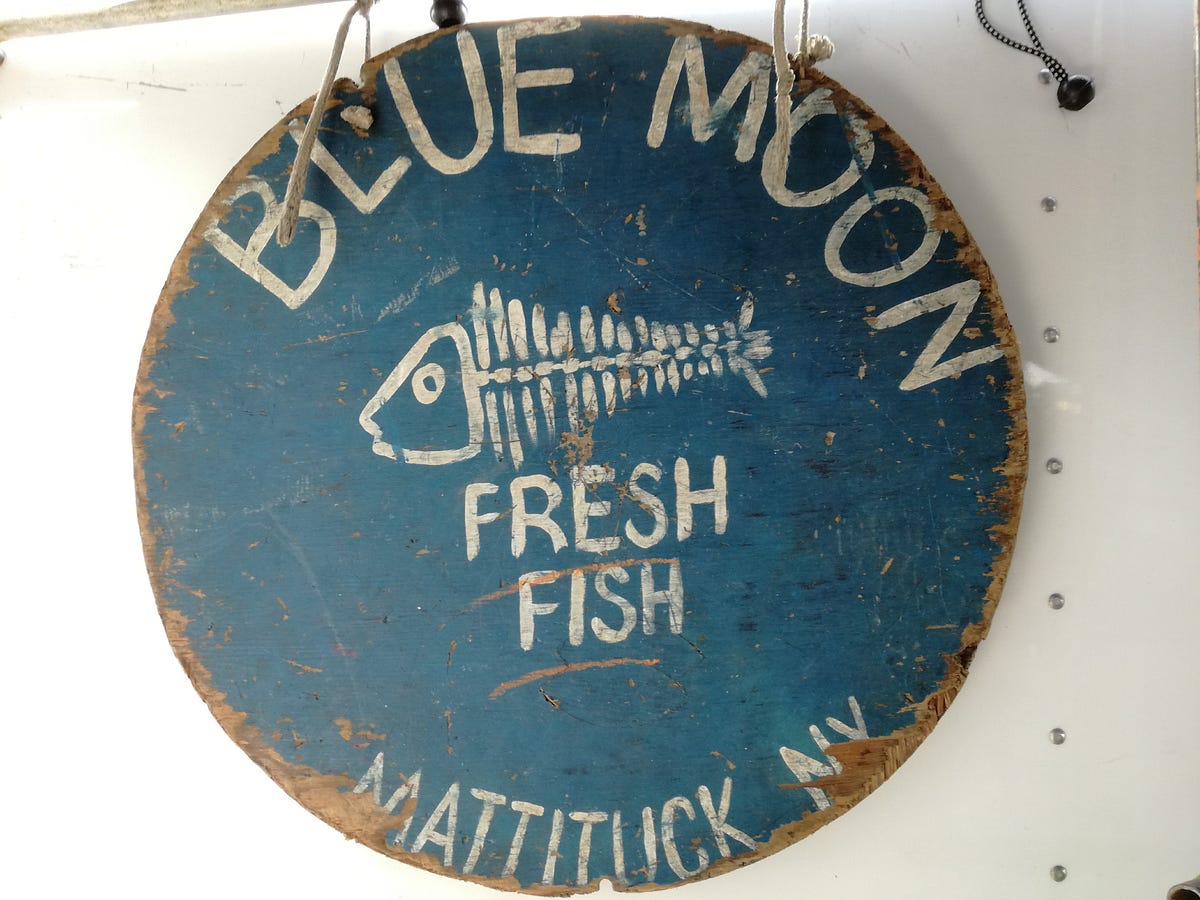 BLUE MOON
FRESH
FISH
MATTITUCK NY